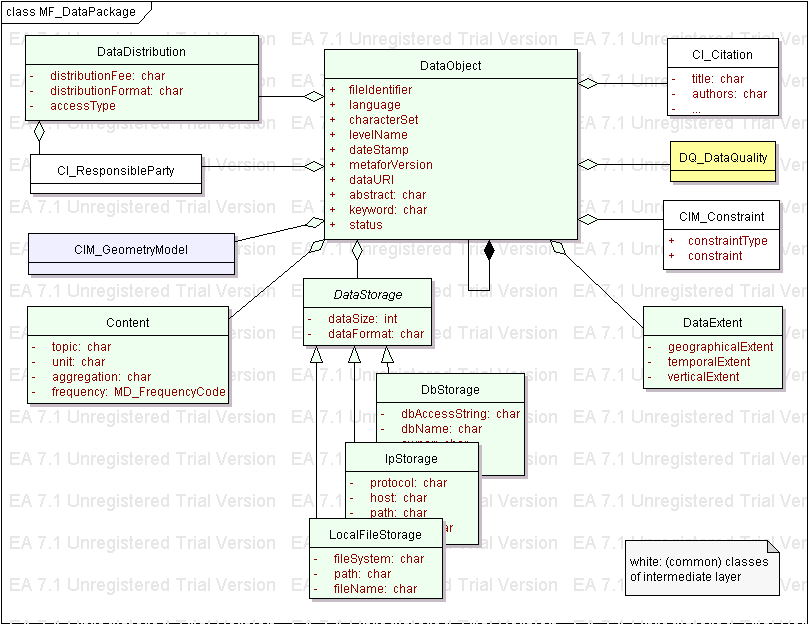 class MF_DataPackage
EA 7.1 Unregistered Trial Version
DataDistribution
- distributionFee: char
- distributionFormat: char
- accessType
DataObject
+ fileIdentifier
+ language
+ characterSet
+ levelName
+ dateStamp
+ metaforVersion
+ dataURI
+ abstract: char
+ keyword: char
+ status
CI_Citation
- title: char
- authors: char
- ...
CI_ResponsibleParty
DQ_DataQuality
CIM_GeometryModel
CIM_Constraint
+ constraintType
+ constraint
Content
- topic: char
- unit: char
- aggregation: char
- frequency: MD_FrequencyCode
DataStorage
- dataSize: int
- dataFormat: char
DataExtent
- geographicalExtent
- temporalExtent
- verticalExtent
DbStorage
- dbAccessString: char
- dbName: char
IpStorage
- protocol: char
- host: char
- path: char
LocalFileStorage
- fileSystem: char
- path: char
- fileName: char
white: (common) classes
of intermediate layer